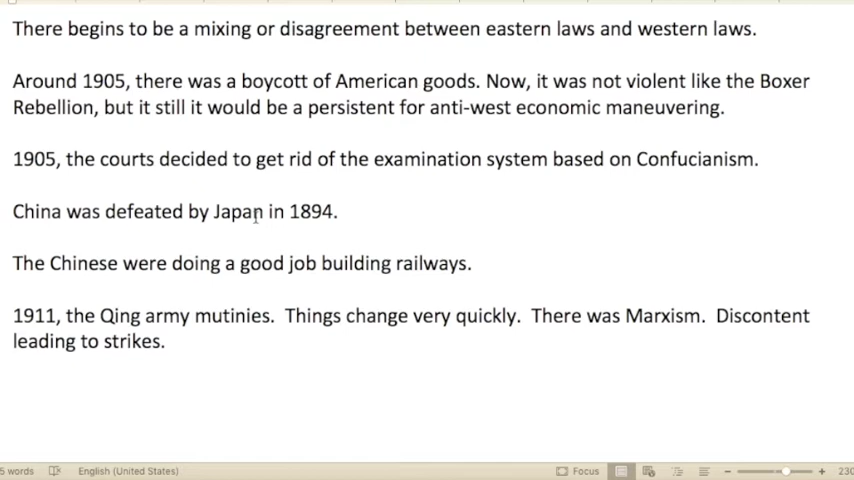 There begins to be a mixing or disagreement between eastern laws and western laws.
Around 1905, there was a boycott of American goods. Now, it was not violent like the Boxer
Rebellion, but it still it would be a persistent for anti-west economic maneuvering.
1905, the courts decided to get rid of the examination system based on Confucianism.
China was defeated by Japan in 1894.
The Chinese were doing a good job building railways.
1911, the Qing army mutinies. Things change very quickly. There was Marxism. Discontent
leading to strikes.
5 words English (United States) Focus 230